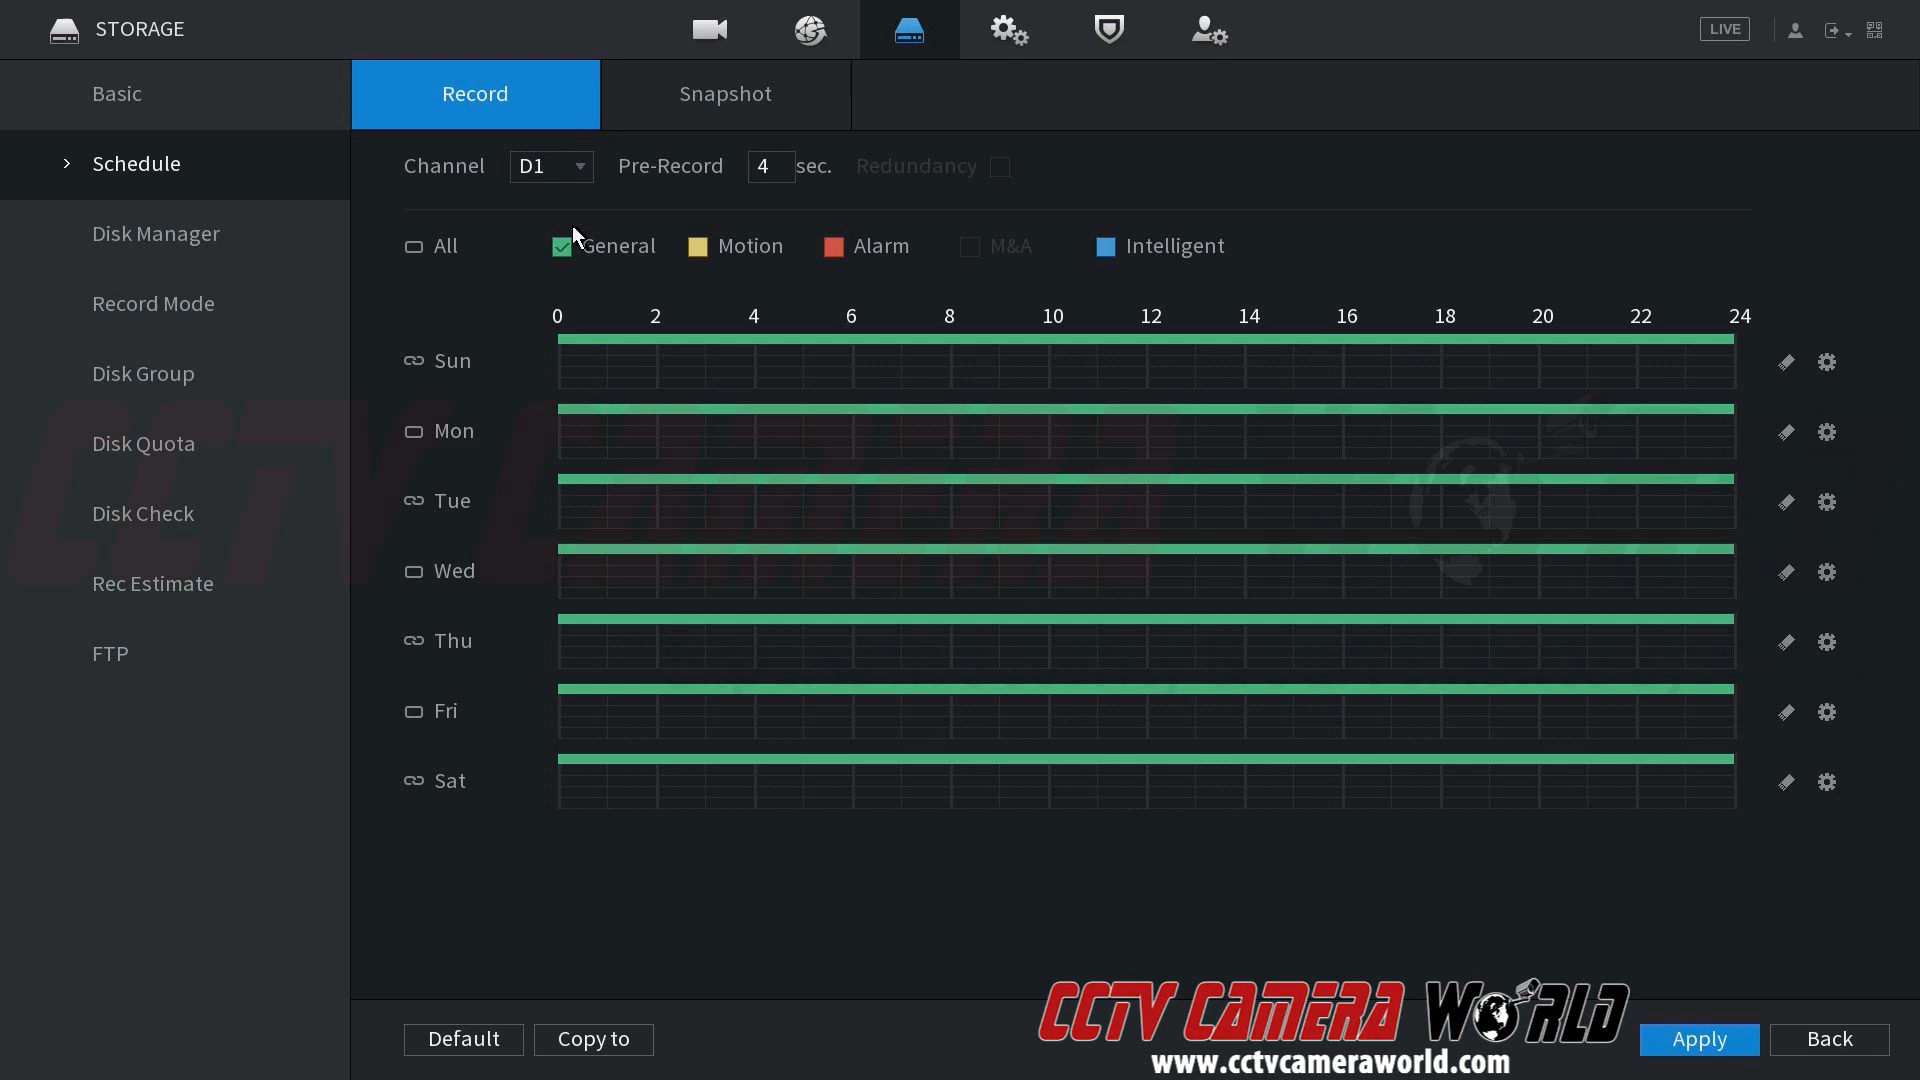 STORAGE
LIVE
Basic
Record
Snapshot
Schedule
Channel D1 Pre-Record 4 sec. Redundancy
Disk Manager
All General Motion Alarm M&A Intelligent
Record Mode
0 2 4 6 8 10 12 14 16 18 20 22 24
Sun
Disk Group
Mon
Disk Quota
Tue
Disk Check
Wed
Rec Estimate
Thu
FTP
Fri
Sat
CCTV CAMERA WORLD
CCTV CAMERA WORLD
www.cctvcameraworld.com
Default
Copy to
Apply
Back